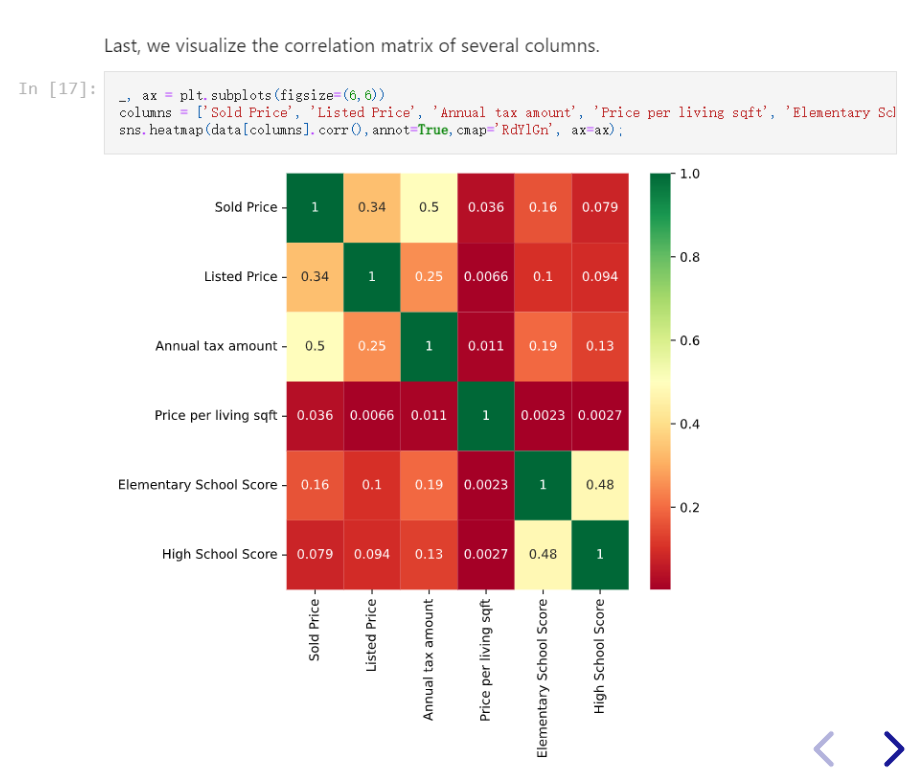 Last, we visualize the correlation matrix of several columns.
In [17]:
_, ax = plt.subplots(figsize=(6,6))
columns = ['Sold Price', 'Listed Price', 'Annual tax amount', 'Price per living sqft', 'Elementary Scl
sns.heatmap(data[columns].corr(),annot=True,cmap='RdYlGn', ax=ax);
Sold Price 1 0.34 0.5 0.036 0.16 0.079
Listed Price 0.34 1 0.25 0.0066 0.1 0.094
Annual tax amount 0.5 0.25 1 0.011 0.19 0.13
Price per living sqft 0.036 0.0066 0.011 1 0.0023 0.0027
Elementary School Score 0.16 0.1 0.19 0.0023 1 0.48
High School Score 0.079 0.094 0.13 0.0027 0.48 1
Sold Price
Listed Price
Annual tax amount
Price per living sqft
Elementary School Score
High School Score
1.0
0.8
0.6
0.4
0.2